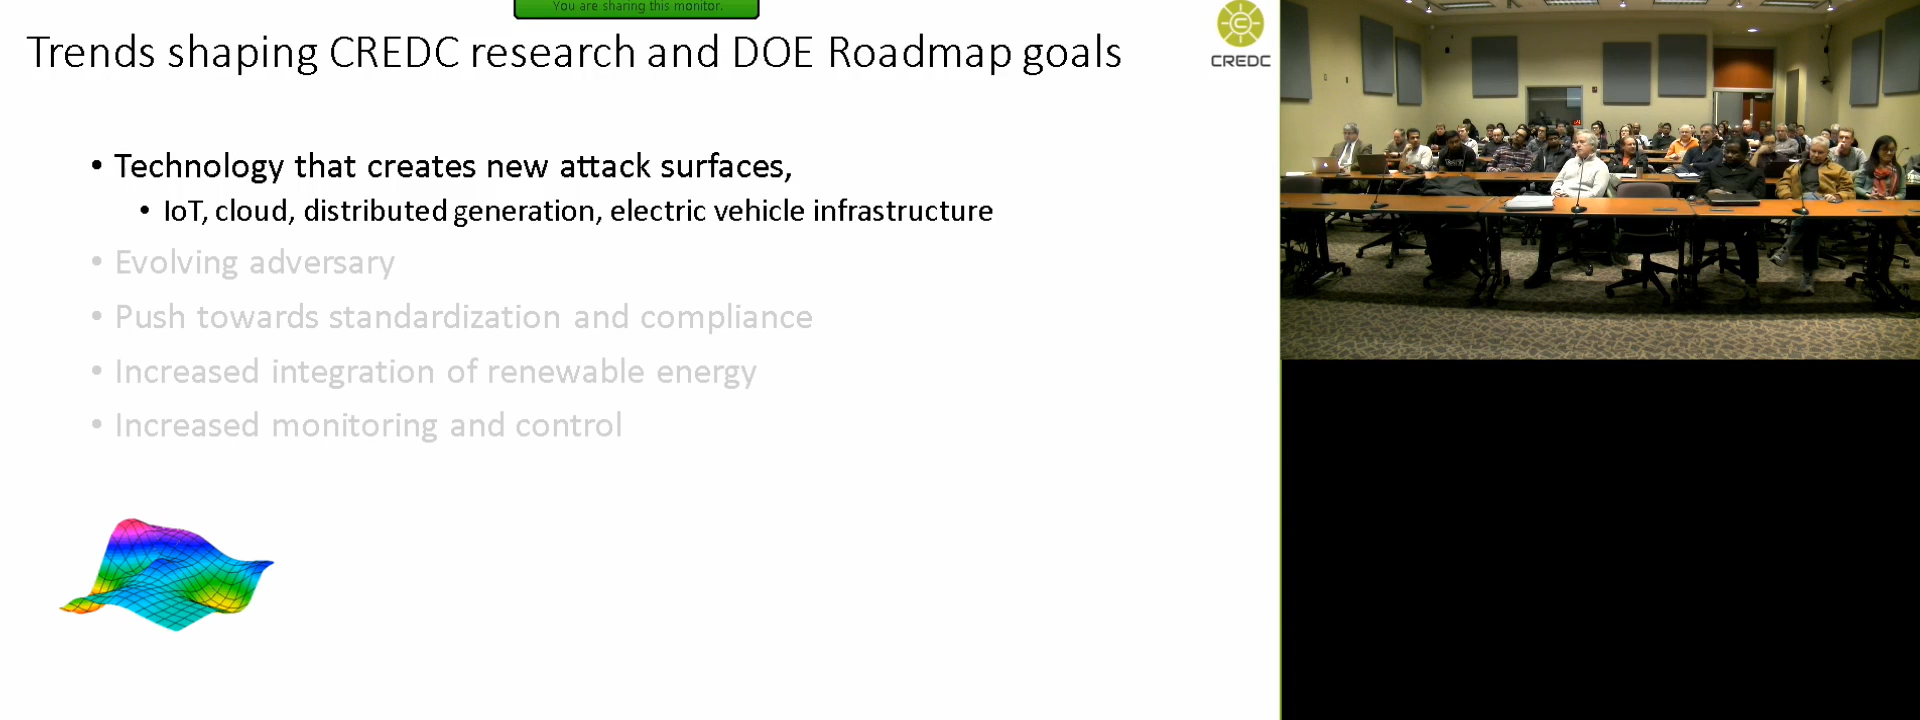 You are sharing this monitor.
Trends shaping CREDC research and DOE Roadmap goals
CREDC
• Technology that creates new attack surfaces,
• IoT, cloud, distributed generation, electric vehicle infrastructure
• Evolving adversary
• Push towards standardization and compliance
• Increased integration of renewable energy
• Increased monitoring and control